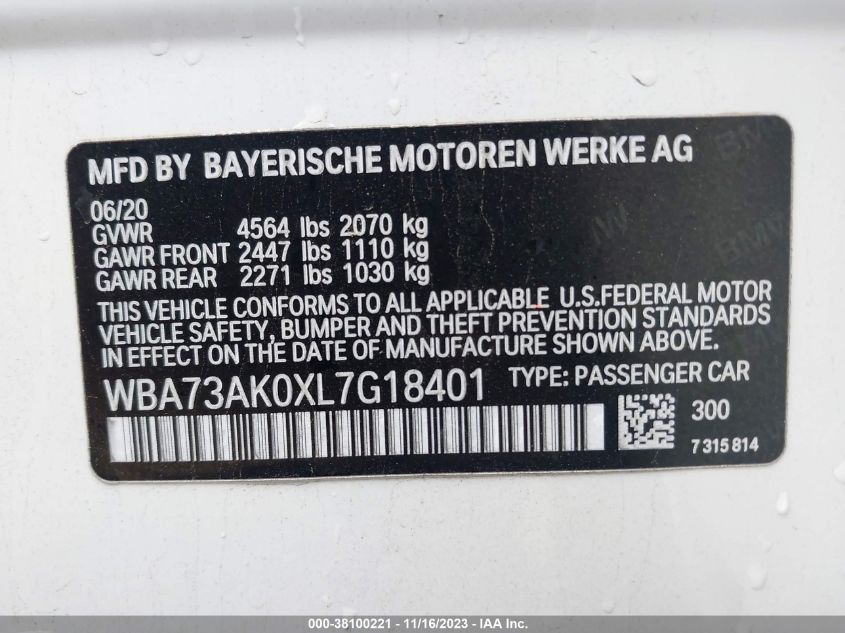 MFD BY BAYERISCHE MOTOREN WERKE AG
06/20
GVWR 4564 lbs 2070 kg
GAWR FRONT 2447 lbs 1110 kg
GAWR REAR 2271 lbs 1030 kg
THIS VEHICLE CONFORMS TO ALL APPLICABLE U.S.FEDERAL MOTOR
VEHICLE SAFETY, BUMPER AND THEFT PREVENTION STANDARDS
IN EFFECT ON THE DATE OF MANUFACTURE SHOWN ABOVE.
WBA73AK0XL7G18401 TYPE: PASSENGER CAR
300
7315814
000-38100221 - 11/16/2023 - IAA Inc.